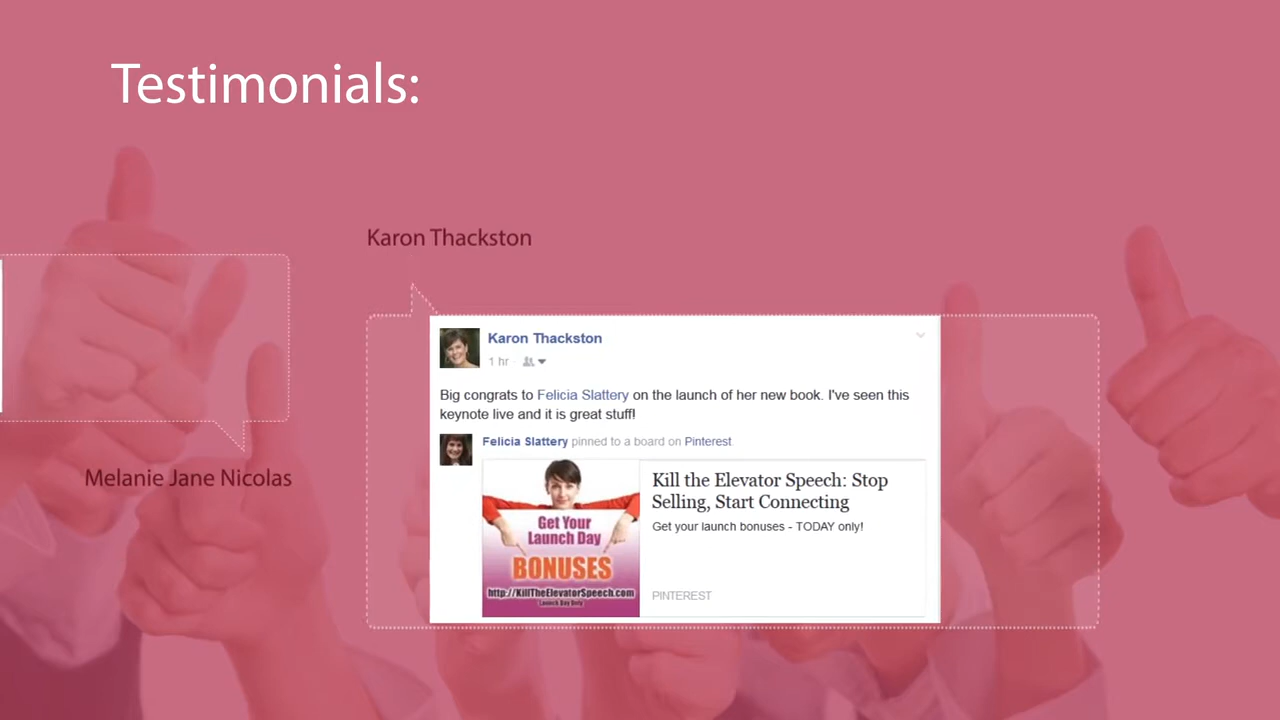 Testimonials:
Karon Thackston
Karon Thackston
1 hr
Big congrats to Felicia Slattery on the launch of her new book. I've seen this
keynote live and it is great stuff!
Felicia Slattery pinned to a board on Pinterest
Get Your
Launch Day
BONUSES
http://KillTheElevatorSpeech.com
Launch Day Only
Kill the Elevator Speech: Stop
Selling, Start Connecting
Get your launch bonuses - TODAY only!
PINTEREST
Melanie Jane Nicolas